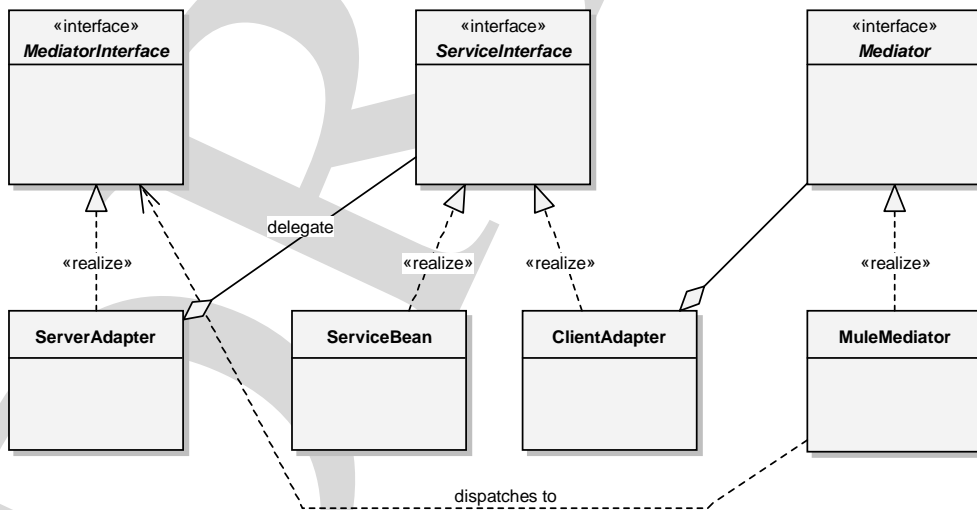 «interface»
MediatorInterface
«interface»
ServiceInterface
«interface»
Mediator
delegate
«realize»
«realize»
«realize»
«realize»
ServerAdapter
ServiceBean
ClientAdapter
MuleMediator
dispatches to